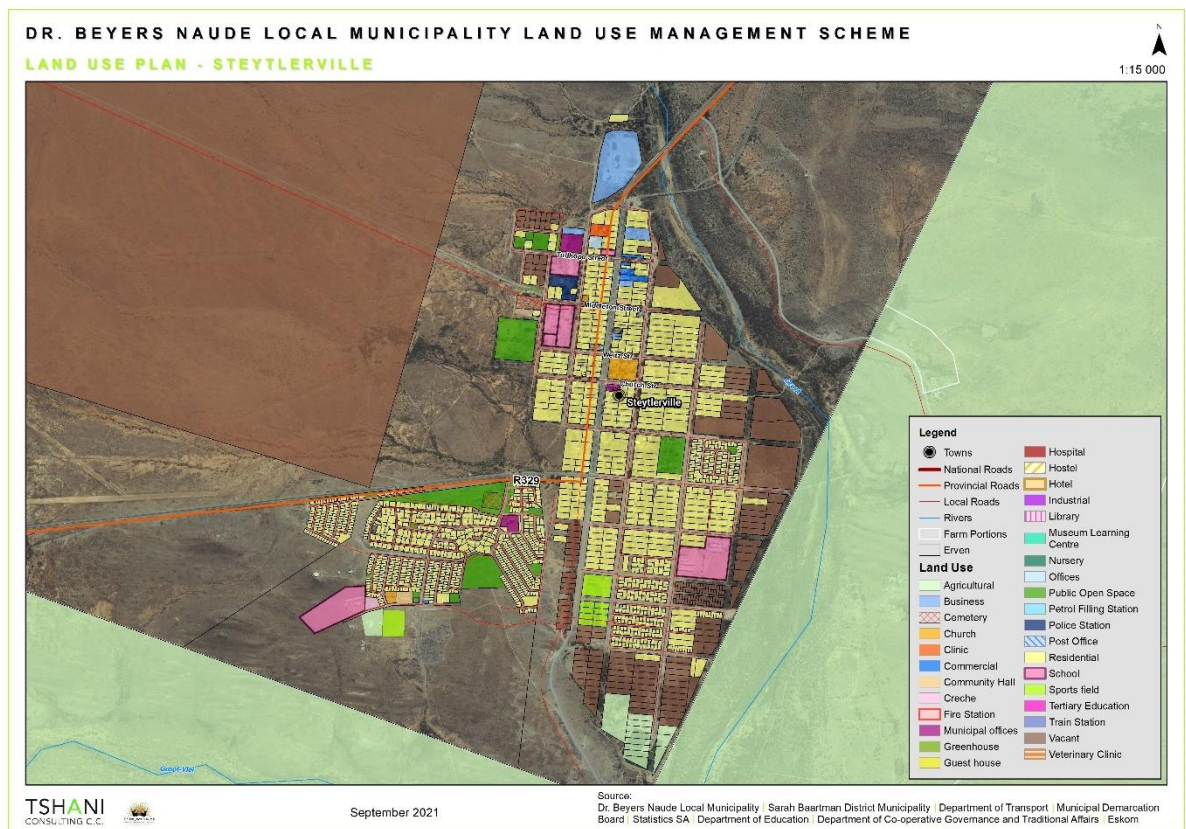 DR. BEYERS NAUDE LOCAL MUNICIPALITY LAND USE MANAGEMENT SCHEME
LAND USE PLAN - STEYTLERVILLE
N
1:15 000
Church St
Steytlerville
R329
Groot-Vlei
Legend
Towns
National Roads
Provincial Roads
Local Roads
Rivers
Farm Portions
Erven
Land Use
Agricultural
Business
Cemetery
Church
Clinic
Commercial
Community Hall
Creche
Fire Station
Municipal offices
Greenhouse
Guest house
Hospital
Hostel
Hotel
Industrial
Library
Museum Learning
Centre
Nursery
Offices
Public Open Space
Petrol Filling Station
Police Station
Post Office
Residential
School
Sports field
Tertiary Education
Train Station
Vacant
Veterinary Clinic
TSHANI
CONSULTING C.C.
September 2021
Source:
Dr. Beyers Naude Local Municipality | Sarah Baartman District Municipality | Department of Transport | Municipal Demarcation
Board | Statistics SA | Department of Education | Department of Co-operative Governance and Traditional Affairs | Eskom